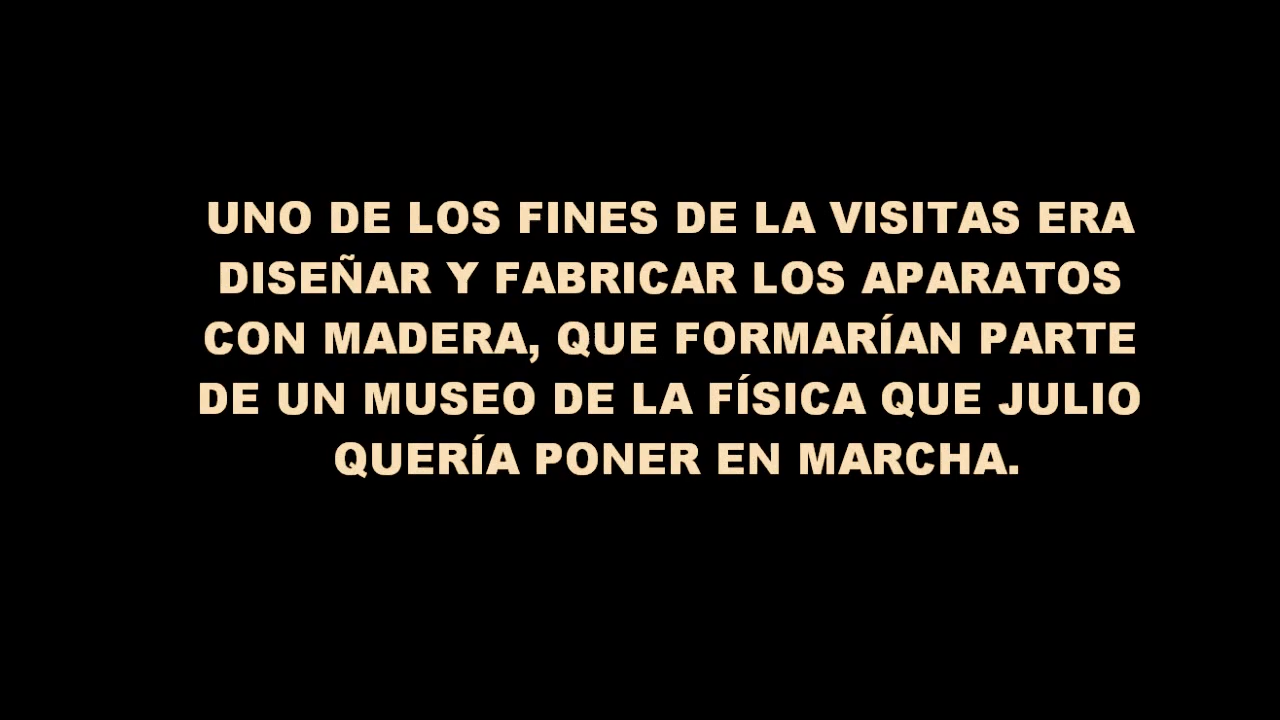 UNO DE LOS FINES DE LA VISITAS ERA
DISEÑAR Y FABRICAR LOS APARATOS
CON MADERA, QUE FORMARÍAN PARTE
DE UN MUSEO DE LA FÍSICA QUE JULIO
QUERÍA PONER EN MARCHA.